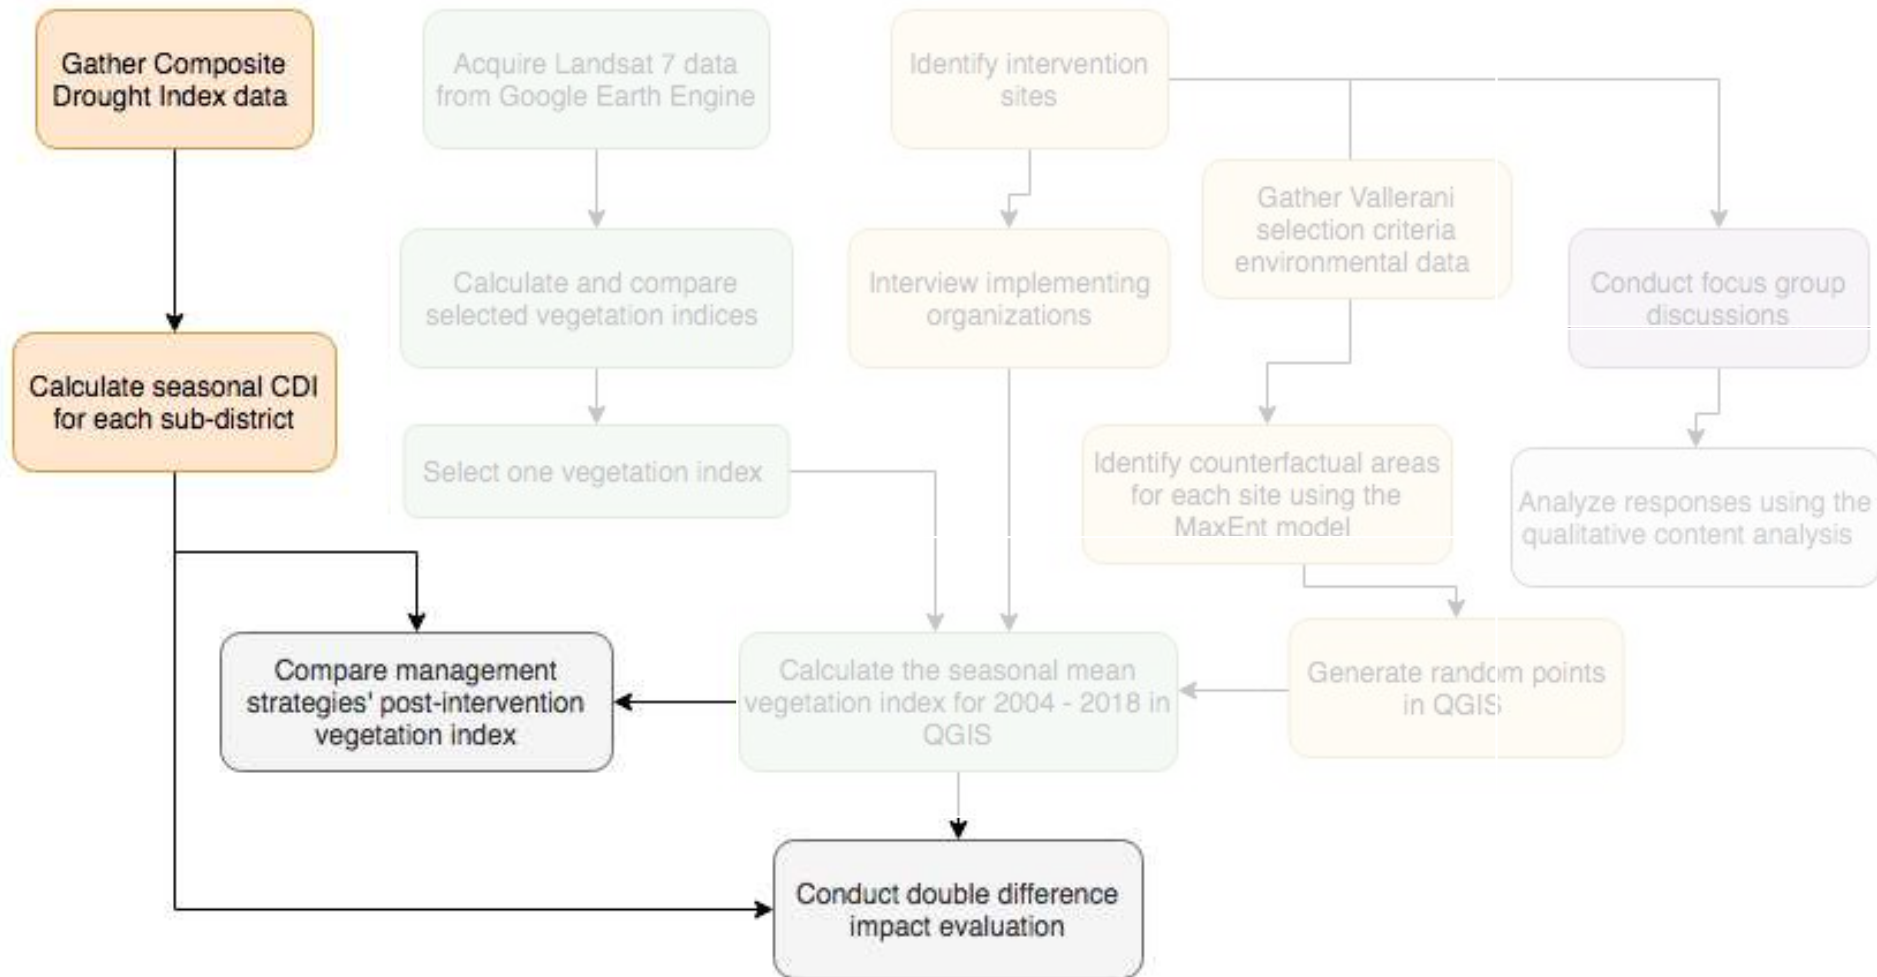 Gather Composite
Drought Index data
Acquire Landsat 7 data
from Google Earth Engine
Identify intervention
sites
Gather Vallerani
selection criteria
environmental data
Calculate and compare
selected vegetation indices
Interview implementing
organizations
Conduct focus group
discussions
Calculate seasonal CDI
for each sub-district
Select one vegetation index
Identify counterfactual areas
for each site using the
MaxEnt model
Analyze responses using the
qualitative content analysis
Compare management
strategies' post-intervention
vegetation index
Calculate the seasonal mean
vegetation index for 2004 - 2018 in
QGIS
Generate random points
in QGIS
Conduct double difference
impact evaluation